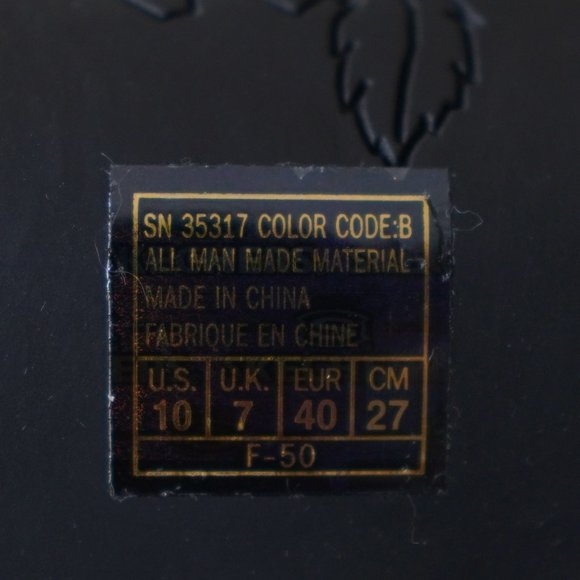 SN 35317 COLOR CODE:B
ALL MAN MADE MATERIAL
MADE IN CHINA
FABRIQUE EN CHINE
U.S. U.K. EUR CM
10 7 40 27
F-50